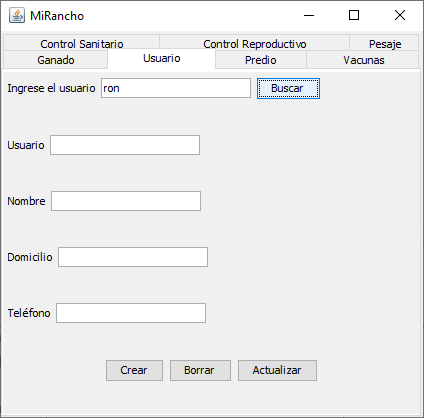 MiRancho
Control Sanitario Control Reproductivo Pesaje
Ganado Usuario Predio Vacunas
Ingrese el usuario ron Buscar
Usuario
Nombre
Domicilio
Teléfono
Crear Borrar Actualizar